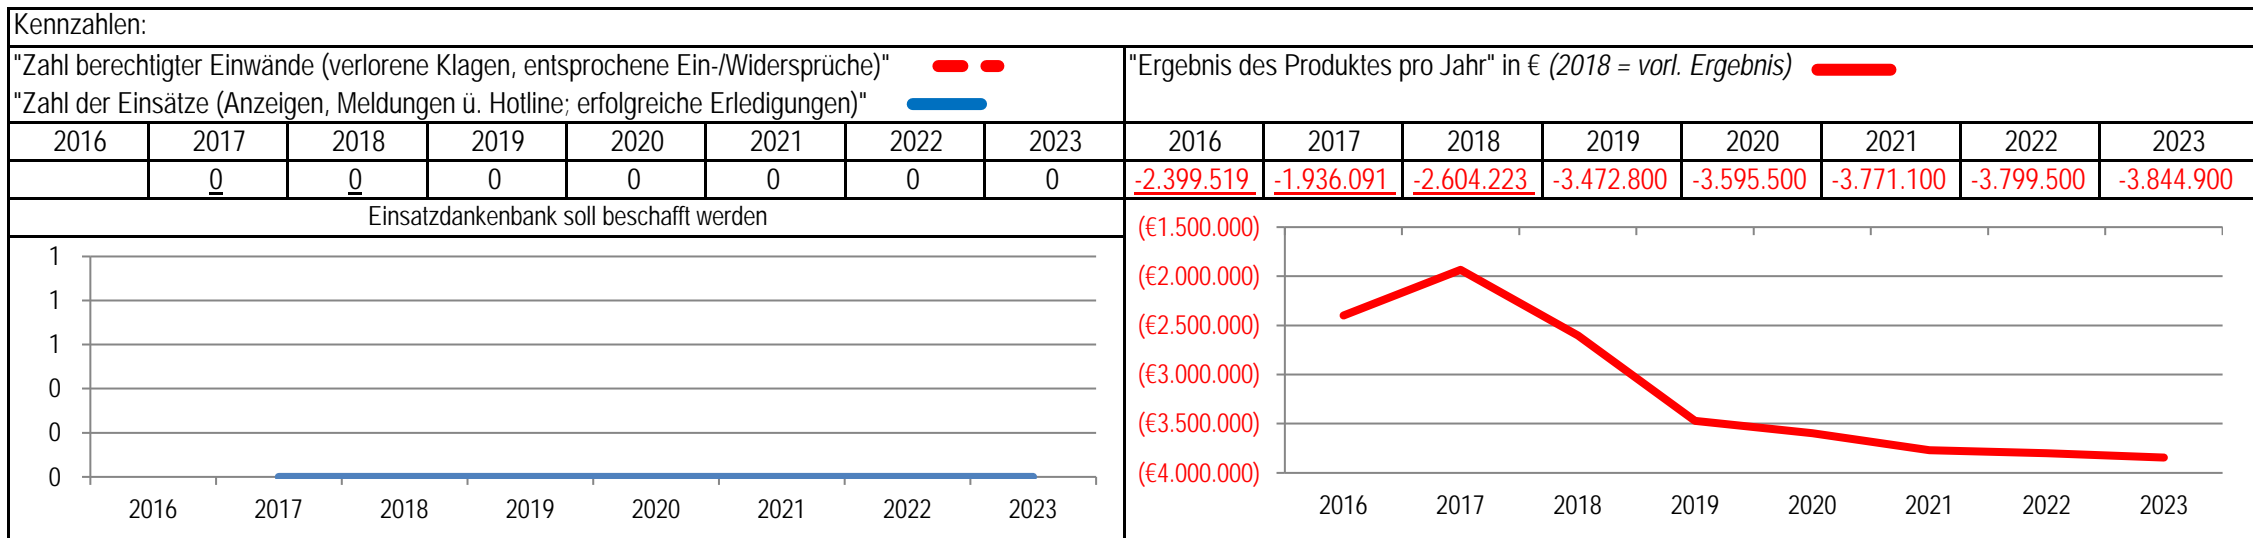 Kennzahlen:
"Zahl berechtigter Einwände (verlorene Klagen, entsprochene Ein-/Widersprüche)"
"Zahl der Einsätze (Anzeigen, Meldungen ü. Hotline; erfolgreiche Erledigungen)"
2016 2017 2018 2019 2020 2021 2022 2023
0 0 0 0 0 0 0
Einsatzdankenbank soll beschafft werden
1
1
1
0
0
0
2016 2017 2018 2019 2020 2021 2022 2023
"Ergebnis des Produktes pro Jahr" in € (2018 = vorl. Ergebnis)
2016 2017 2018 2019 2020 2021 2022 2023
-2.399.519 -1.936.091 -2.604.223 -3.472.800 -3.595.500 -3.771.100 -3.799.500 -3.844.900
(€1.500.000)
(€2.000.000)
(€2.500.000)
(€3.000.000)
(€3.500.000)
(€4.000.000)
2016 2017 2018 2019 2020 2021 2022 2023